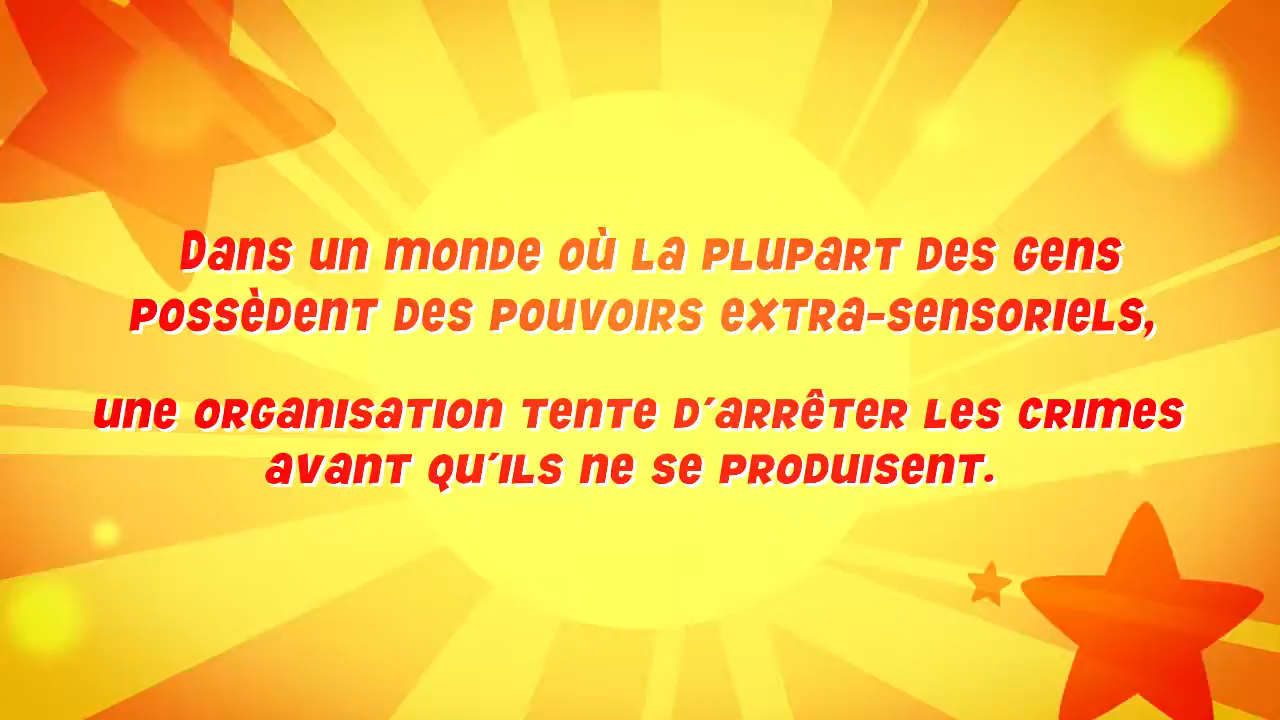 Dans un monde où la plupart des gens
possèdent des pouvoirs extra-sensoriels,
une organisation tente d'arrêter les crimes
avant qu'ils ne se produisent.